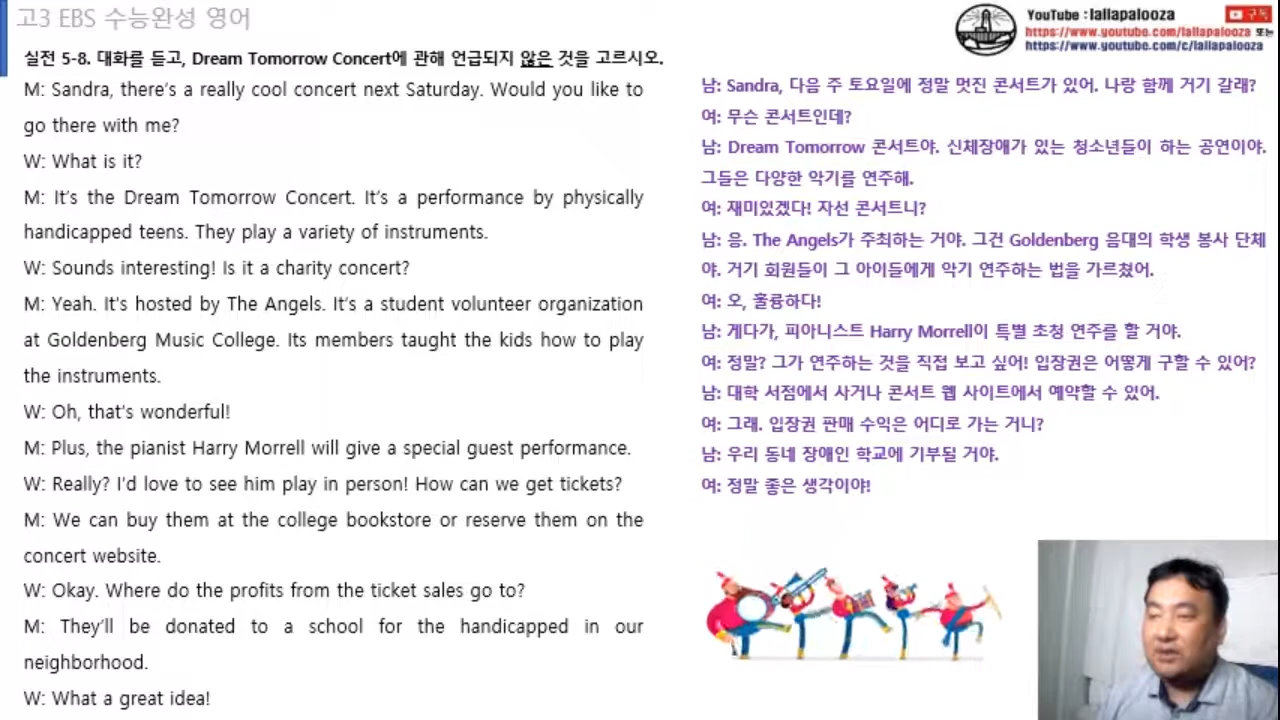 고3 EBS 수능완성 영어
YouTube : lallapalooza
구독
https://www.youtube.com/lallapalooza 또는
https://www.youtube.com/c/lallapalooza
실전 5-8. 대화를 듣고, Dream Tomorrow Concert에 관해 언급되지 않은 것을 고르시오.
M: Sandra, there's a really cool concert next Saturday. Would you like to
go there with me?
W: What is it?
M: It's the Dream Tomorrow Concert. It's a performance by physically
handicapped teens. They play a variety of instruments.
W: Sounds interesting! Is it a charity concert?
M: Yeah. It's hosted by The Angels. It's a student volunteer organization
at Goldenberg Music College. Its members taught the kids how to play
the instruments.
W: Oh, that's wonderful!
M: Plus, the pianist Harry Morrell will give a special guest performance.
W: Really? I'd love to see him play in person! How can we get tickets?
M: We can buy them at the college bookstore or reserve them on the
concert website.
W: Okay. Where do the profits from the ticket sales go to?
M: They'll be donated to a school for the handicapped in our
neighborhood.
W: What a great idea!
남: Sandra, 다음 주 토요일에 정말 멋진 콘서트가 있어. 나랑 함께 거기 갈래?
여: 무슨 콘서트인데?
남: Dream Tomorrow 콘서트야. 신체장애가 있는 청소년들이 하는 공연이야.
그들은 다양한 악기를 연주해.
여: 재미있겠다! 자선 콘서트니?
남: 응. The Angels가 주최하는 거야. 그건 Goldenberg 음대의 학생 봉사 단체
야. 거기 회원들이 그 아이들에게 악기 연주하는 법을 가르쳤어.
여: 오, 훌륭하다!
남: 게다가, 피아니스트 Harry Morrell이 특별 초청 연주를 할 거야.
여: 정말? 그가 연주하는 것을 직접 보고 싶어! 입장권은 어떻게 구할 수 있어?
남: 대학 서점에서 사거나 콘서트 웹 사이트에서 예약할 수 있어.
여: 그래. 입장권 판매 수익은 어디로 가는 거니?
남: 우리 동네 장애인 학교에 기부될 거야.
여: 정말 좋은 생각이야!